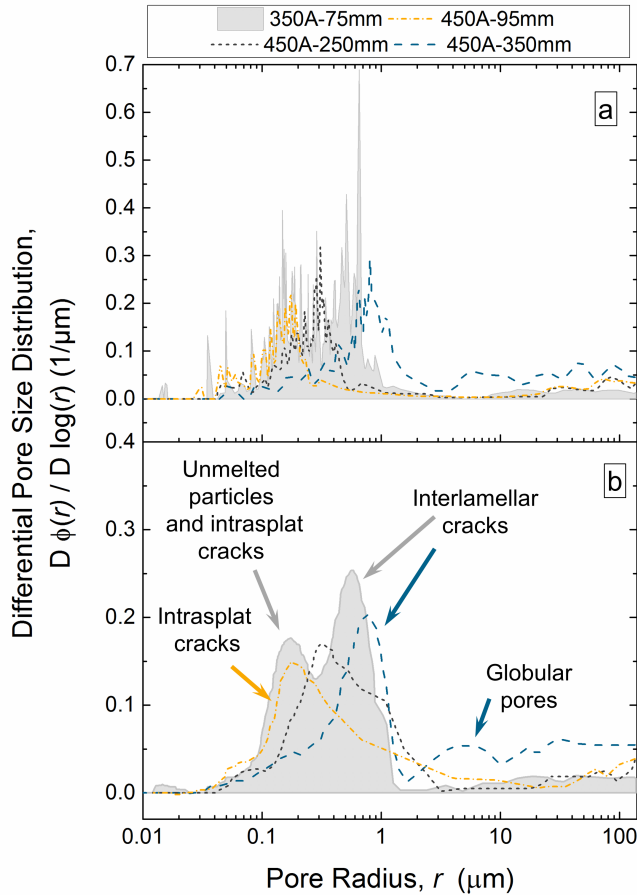 350A-75mm 450A-95mm
450A-250mm 450A-350mm
Differential Pore Size Distribution,
D ϕ(r) / D log(r) (1/μm)
0.7
0.6
0.5
0.4
0.3
0.2
0.1
0.0
a
0.4
0.3
0.2
0.1
0.0
b
Unmelted
particles
and intrasplat
cracks
Interlamellar
cracks
Intrasplat
cracks
Globular
pores
0.01 0.1 1 10 100
Pore Radius, r (μm)